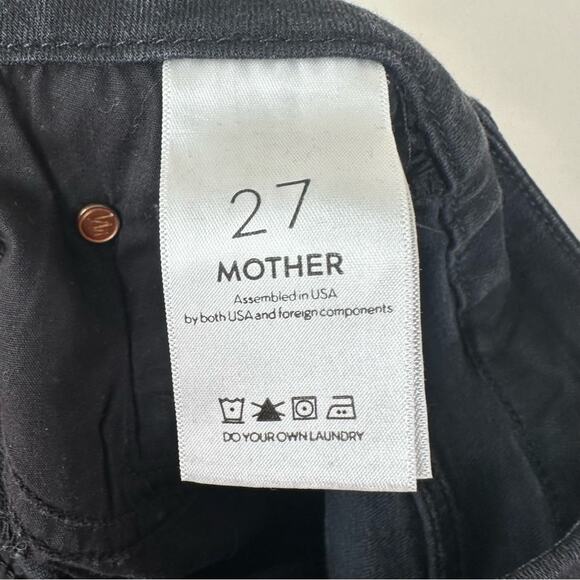 27
MOTHER
Assembled in USA
by both USA and foreign components
DO YOUR OWN LAUNDRY